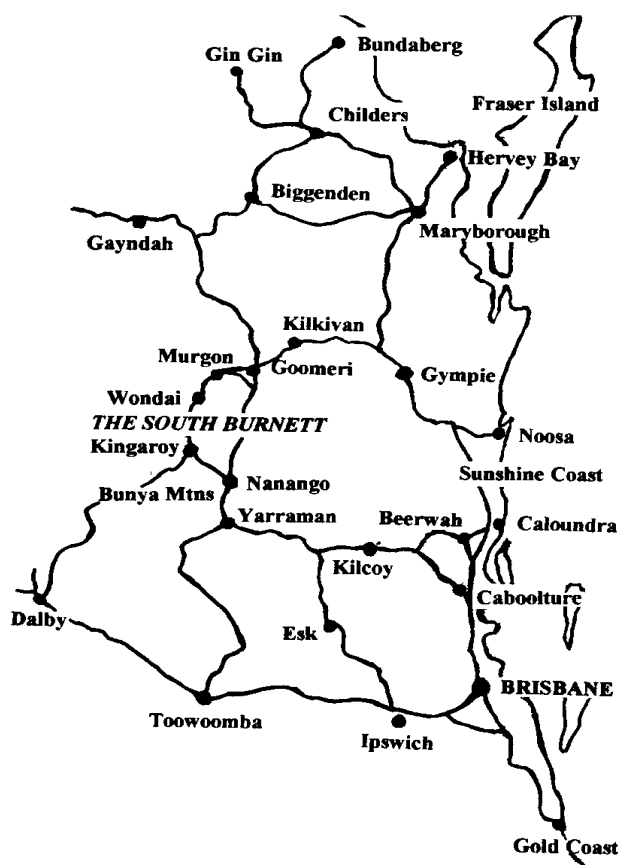 Bundaberg
Gin Gin
Fraser Island
Childers
Hervey Bay
Biggenden
Maryborough
Gayndah
Kilkivan
Murgon
Goomeri
Gympie
Wondai
THE SOUTH BURNETT
Noosa
Kingaroy
Sunshine Coast
Nanango
Bunya Mtns
Yarraman
Beerwah
Caloundra
Kilcoy
Caboolture
Dalby
Esk
BRISBANE
Toowoomba
Ipswich
Gold Coast